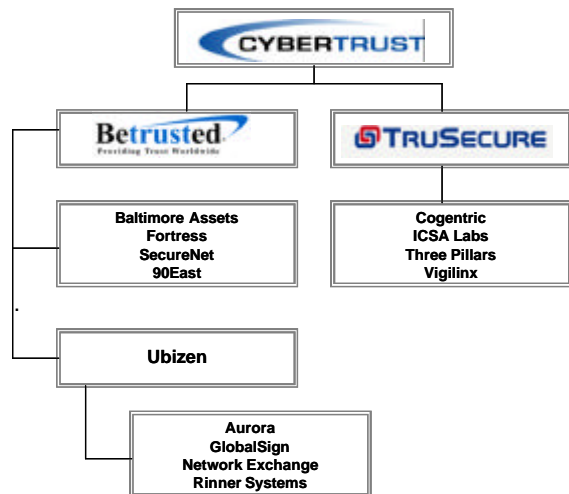 CYBERTRUST
Betrusted
Providing Trust Worldwide
TRUSECURE
Baltimore Assets
Fortress
SecureNet
90East
Cogentric
ICSA Labs
Three Pillars
Vigilinx
.
Ubizen
Aurora
GlobalSign
Network Exchange
Rinner Systems